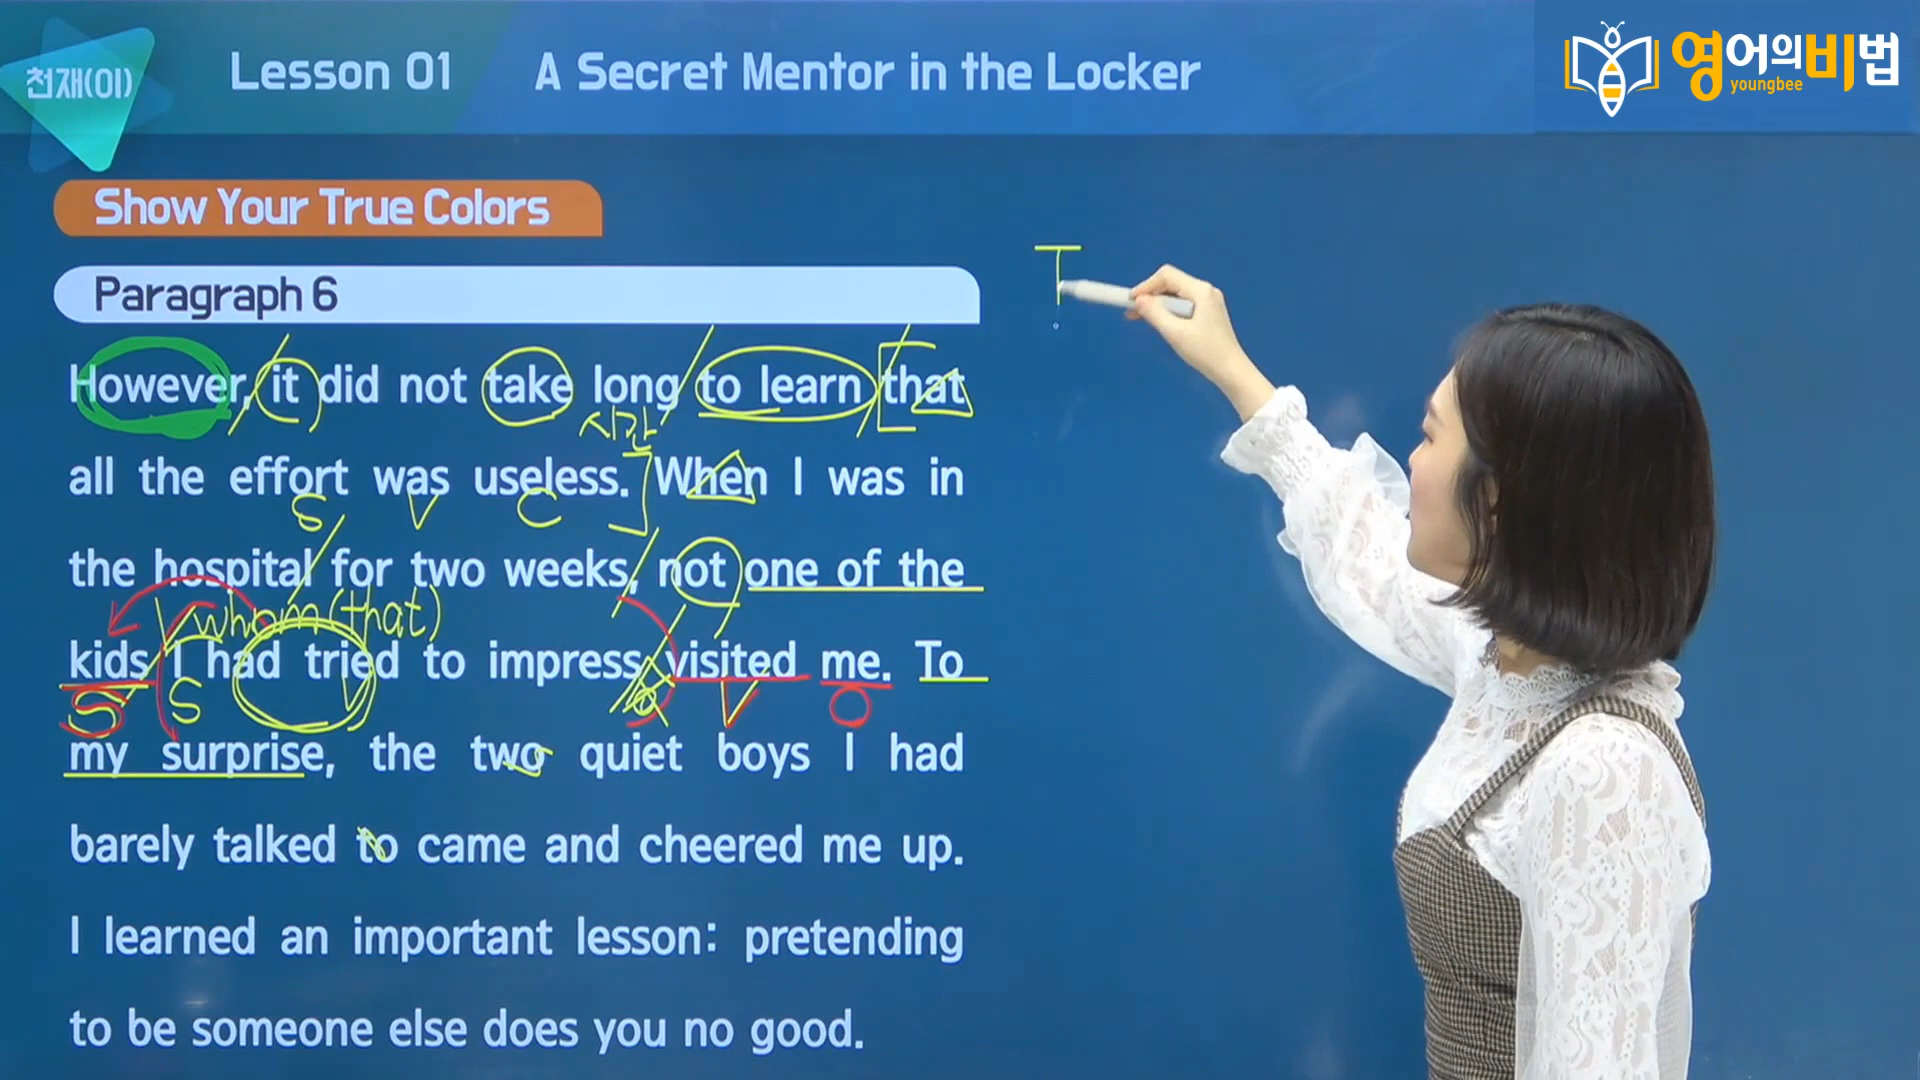 천재(이)
Lesson 01 A Secret Mentor in the Locker
영어의비법
youngbee
Show Your True Colors
Paragraph 6
T
However, it did not take long to learn that
시간
all the effort was useless. When I was in
S V C
the hospital for two weeks, not one of the
whom(that)
kids I had tried to impress visited me. To
S S V V O
my surprise, the two quiet boys I had
barely talked to came and cheered me up.
I learned an important lesson: pretending
to be someone else does you no good.